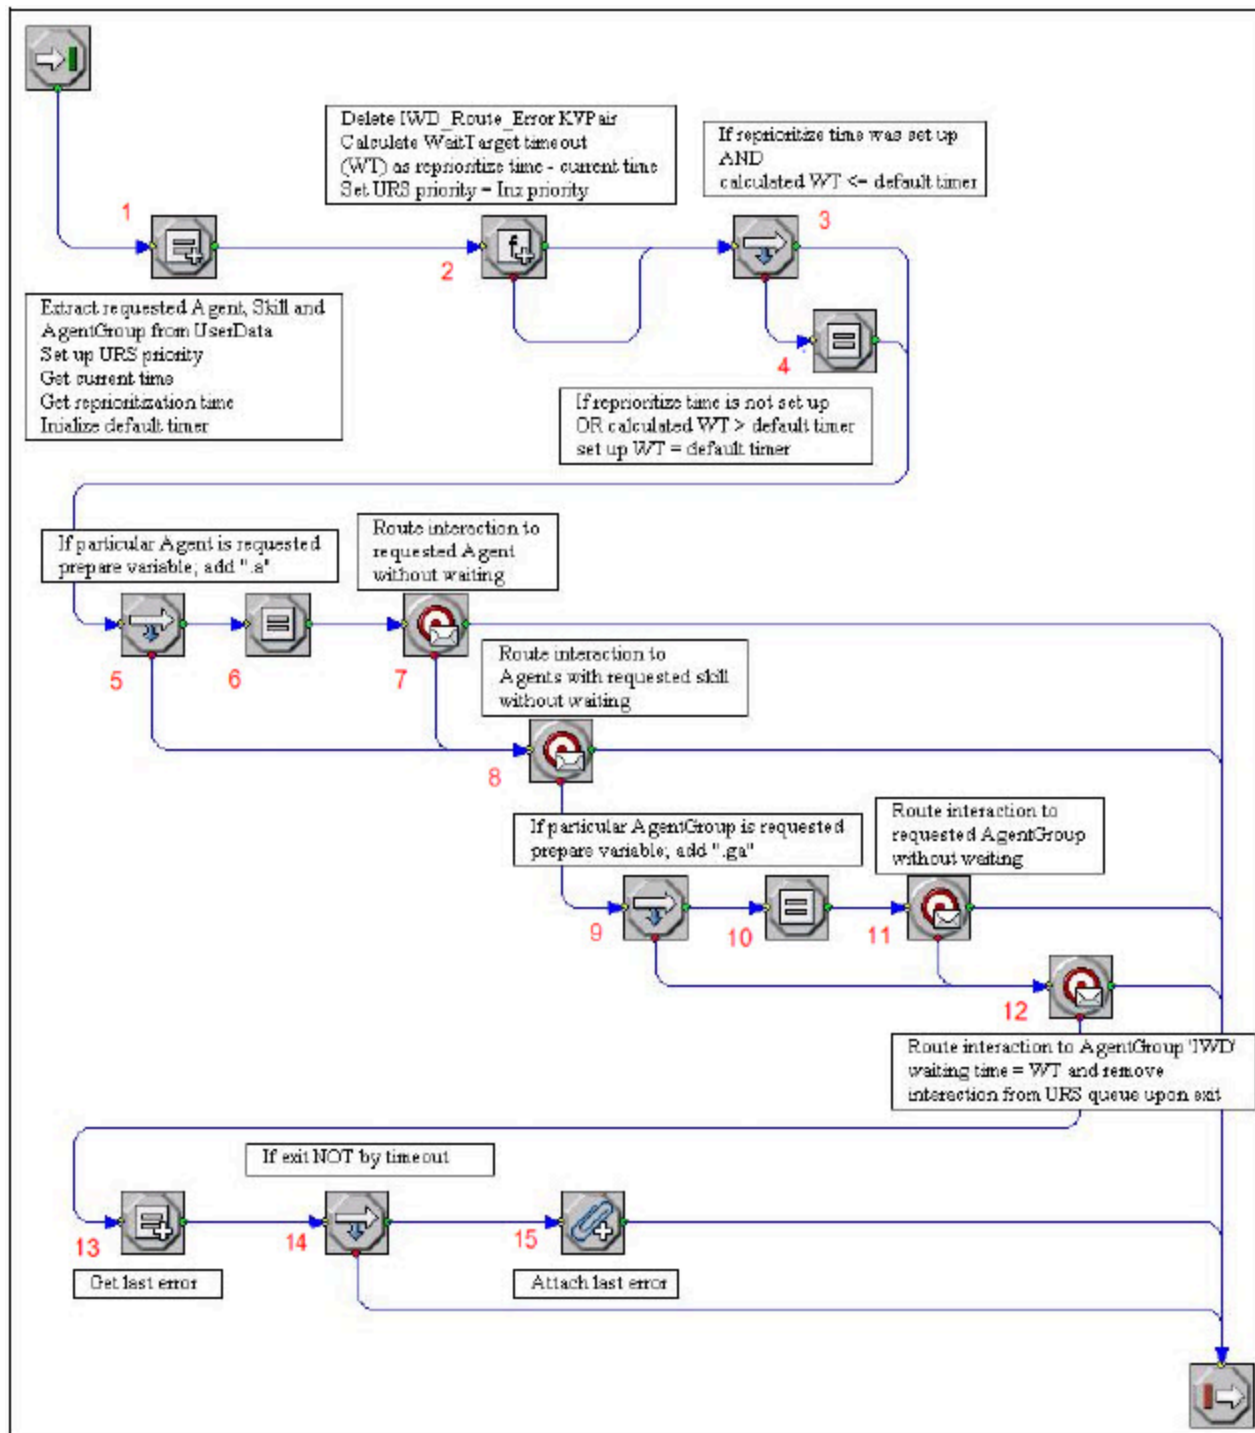 Delete IWD_Route_Error KVPair
Calculate WaitTarget timeout
(WT) as reprioritize time - current time
Set URS priority = Inx priority
If reprioritize time was set up
AND
calculated WT <= default timer
1
2
3
Extract requested Agent, Skill and
AgentGroup from UserData
Set up URS priority
Get current time
Get reprioritization time
Inialize default timer
4
If reprioritize time is not set up
OR calculated WT > default timer
set up WT = default timer
If particular Agent is requested
prepare variable; add ".a"
Route interaction to
requested Agent
without waiting
5
6
7
Route interaction to
Agents with requested skill
without waiting
8
If particular AgentGroup is requested
prepare variable; add ".ga"
Route interaction to
requested AgentGroup
without waiting
9
10
11
12
Route interaction to AgentGroup 'IWD'
waiting time = WT and remove
interaction from URS queue upon exit
If exit NOT by timeout
13
14
15
Get last error
Attach last error